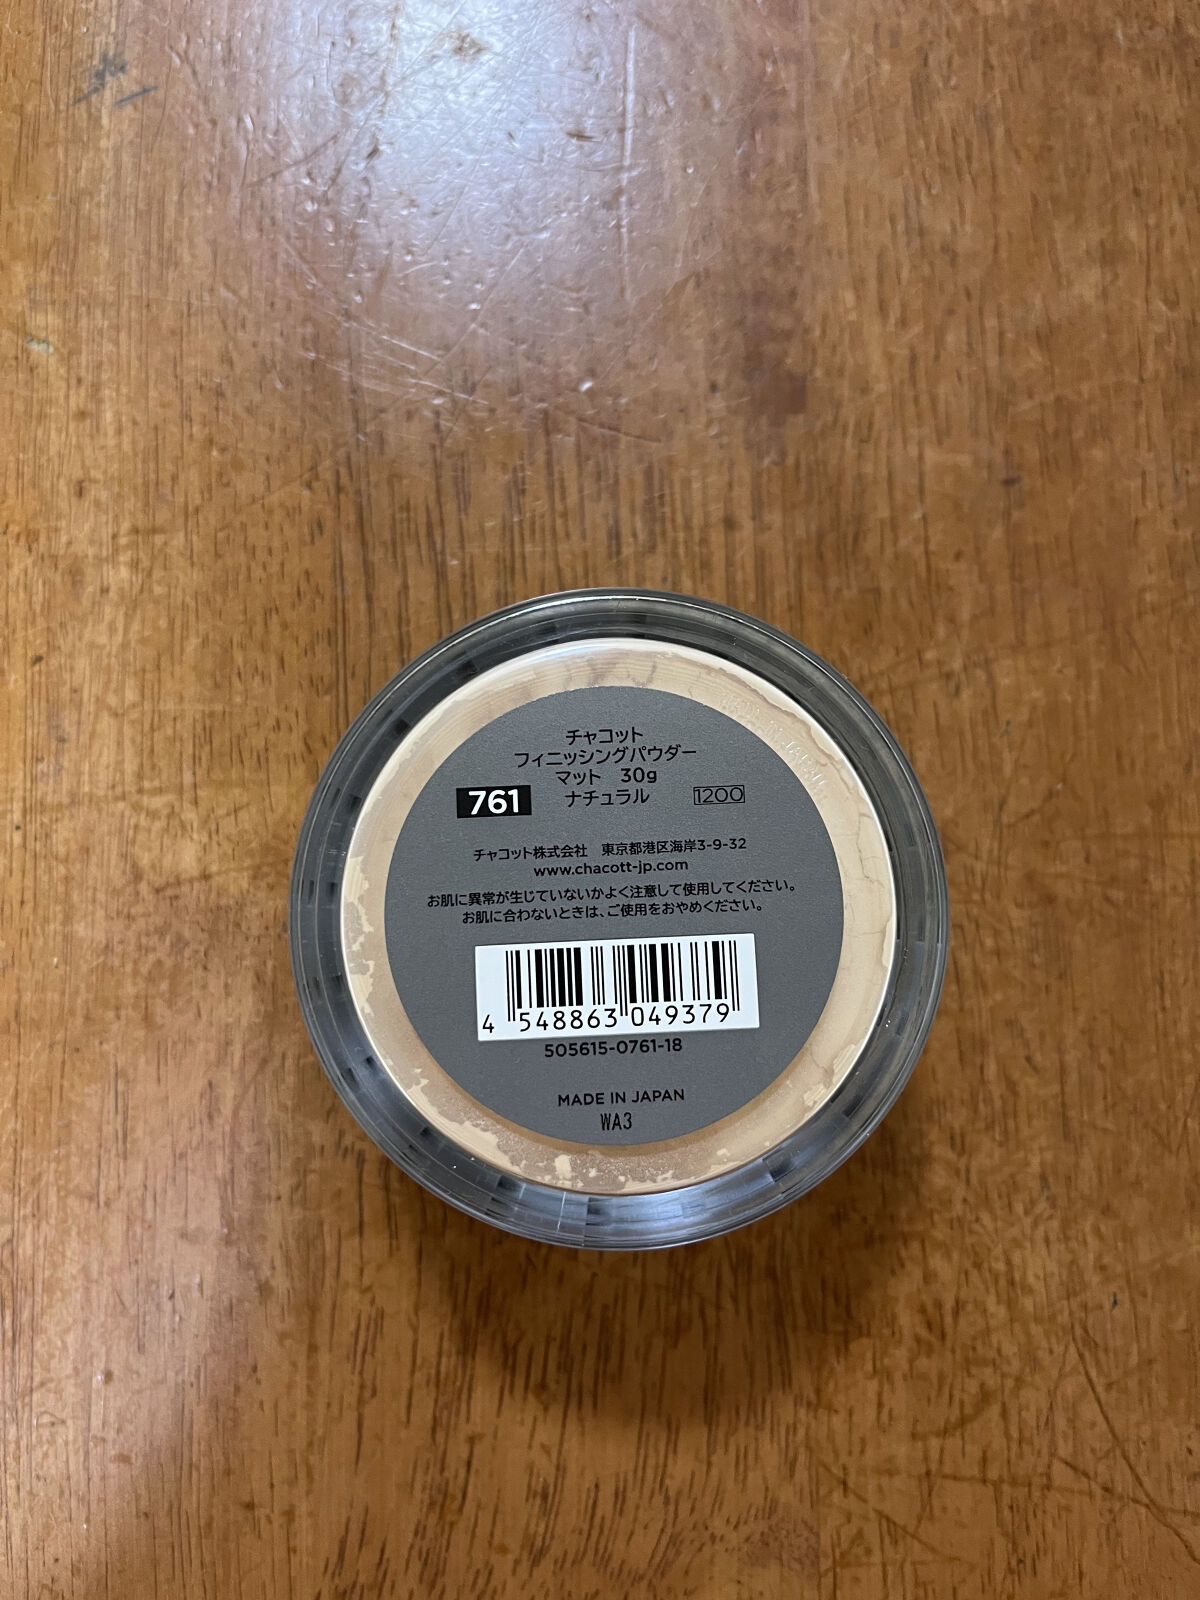 チャコット
フィニッシングパウダー
マット 30g
761 ナチュラル 1200
チャコット株式会社 東京都港区海岸3-9-32
www.chacott-jp.com
お肌に異常が生じていないかよく注意して使用してください。
お肌に合わないときは、ご使用をおやめください。
4 548863 049379
505615-0761-18
MADE IN JAPAN
WA3
MADE IN JAPAN